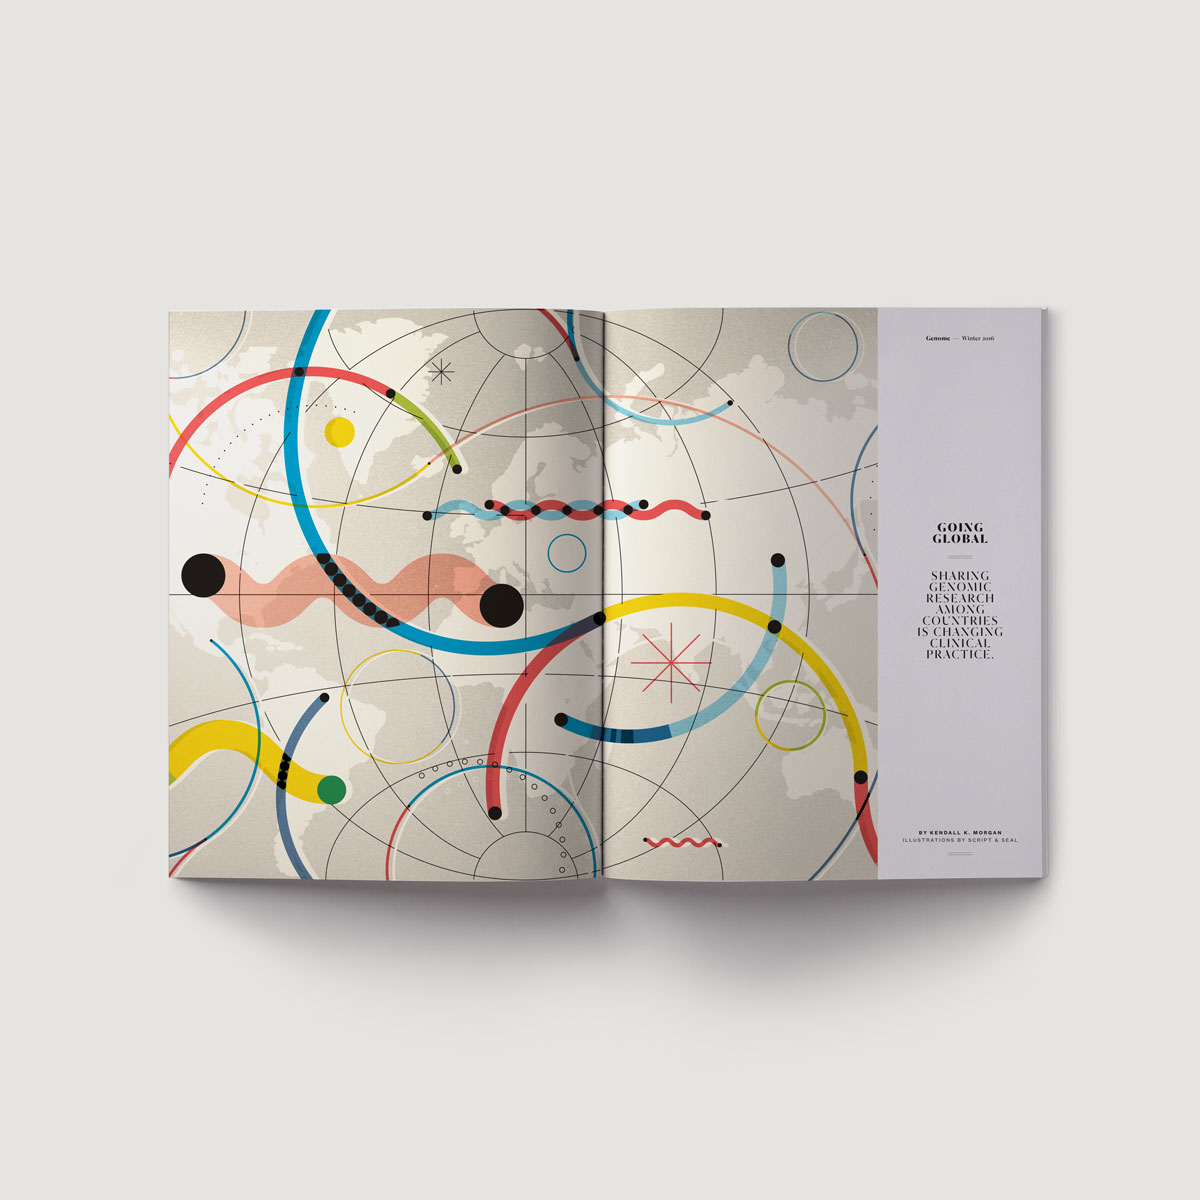 Genome — Winter 2016
GOING
GLOBAL
SHARING
GENOMIC
RESEARCH
AMONG
COUNTRIES
IS CHANGING
CLINICAL
PRACTICE.
BY KENDALL K. MORGAN
ILLUSTRATIONS BY SCRIPT & SEAL